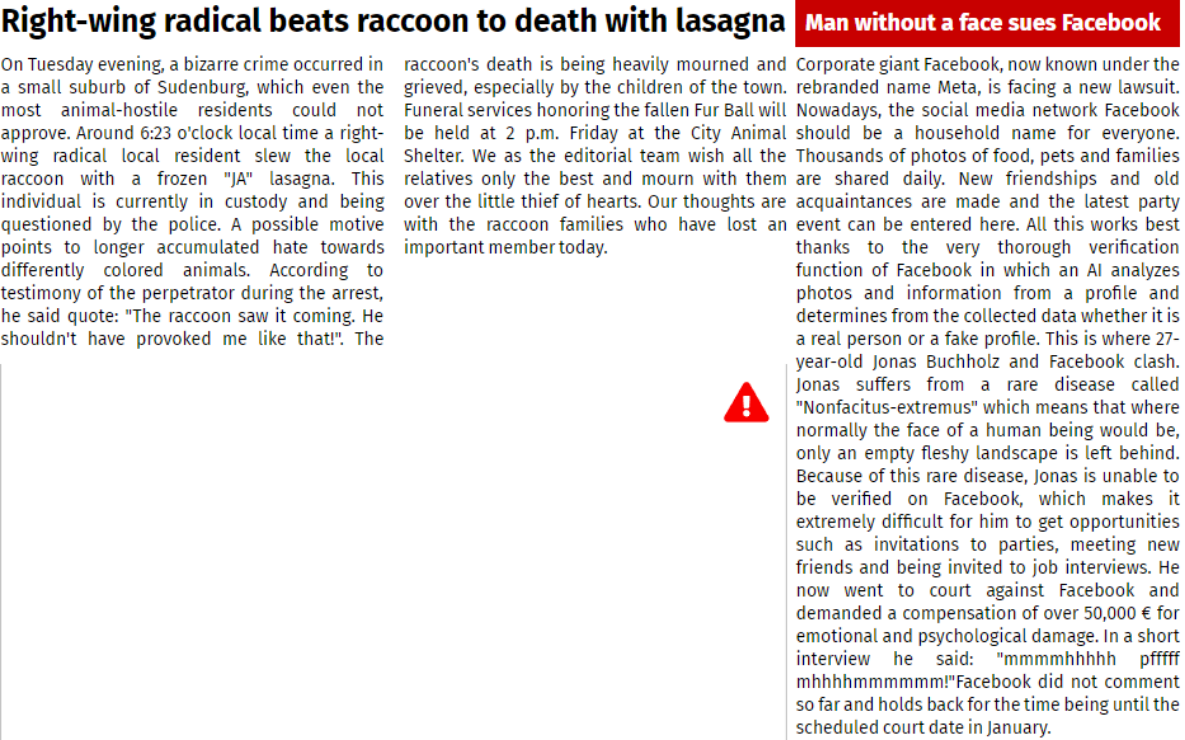 Right-wing radical beats raccoon to death with lasagna
On Tuesday evening, a bizarre crime occurred in
a small suburb of Sudenburg, which even the
most animal-hostile residents could not
approve. Around 6:23 o'clock local time a right-
wing radical local resident slew the local
raccoon with a frozen "JA" lasagna. This
individual is currently in custody and being
questioned by the police. A possible motive
points to longer accumulated hate towards
differently colored animals. According to
testimony of the perpetrator during the arrest,
he said quote: "The raccoon saw it coming. He
shouldn't have provoked me like that!". The
raccoon's death is being heavily mourned and
grieved, especially by the children of the town.
Funeral services honoring the fallen Fur Ball will
be held at 2 p.m. Friday at the City Animal
Shelter. We as the editorial team wish all the
relatives only the best and mourn with them
over the little thief of hearts. Our thoughts are
with the raccoon families who have lost an
important member today.
Man without a face sues Facebook
Corporate giant Facebook, now known under the
rebranded name Meta, is facing a new lawsuit.
Nowadays, the social media network Facebook
should be a household name for everyone.
Thousands of photos of food, pets and families
are shared daily. New friendships and old
acquaintances are made and the latest party
event can be entered here. All this works best
thanks to the very thorough verification
function of Facebook in which an AI analyzes
photos and information from a profile and
determines from the collected data whether it is
a real person or a fake profile. This is where 27-
year-old Jonas Buchholz and Facebook clash.
Jonas suffers from a rare disease called
"Nonfacitus-extremus" which means that where
normally the face of a human being would be,
only an empty fleshy landscape is left behind.
Because of this rare disease, Jonas is unable to
be verified on Facebook, which makes it
extremely difficult for him to get opportunities
such as invitations to parties, meeting new
friends and being invited to job interviews. He
now went to court against Facebook and
demanded a compensation of over 50,000 € for
emotional and psychological damage. In a short
interview he said: "mmmmhhhhh pfffff
mhhhhmmmmmm!"Facebook did not comment
so far and holds back for the time being until the
scheduled court date in January.